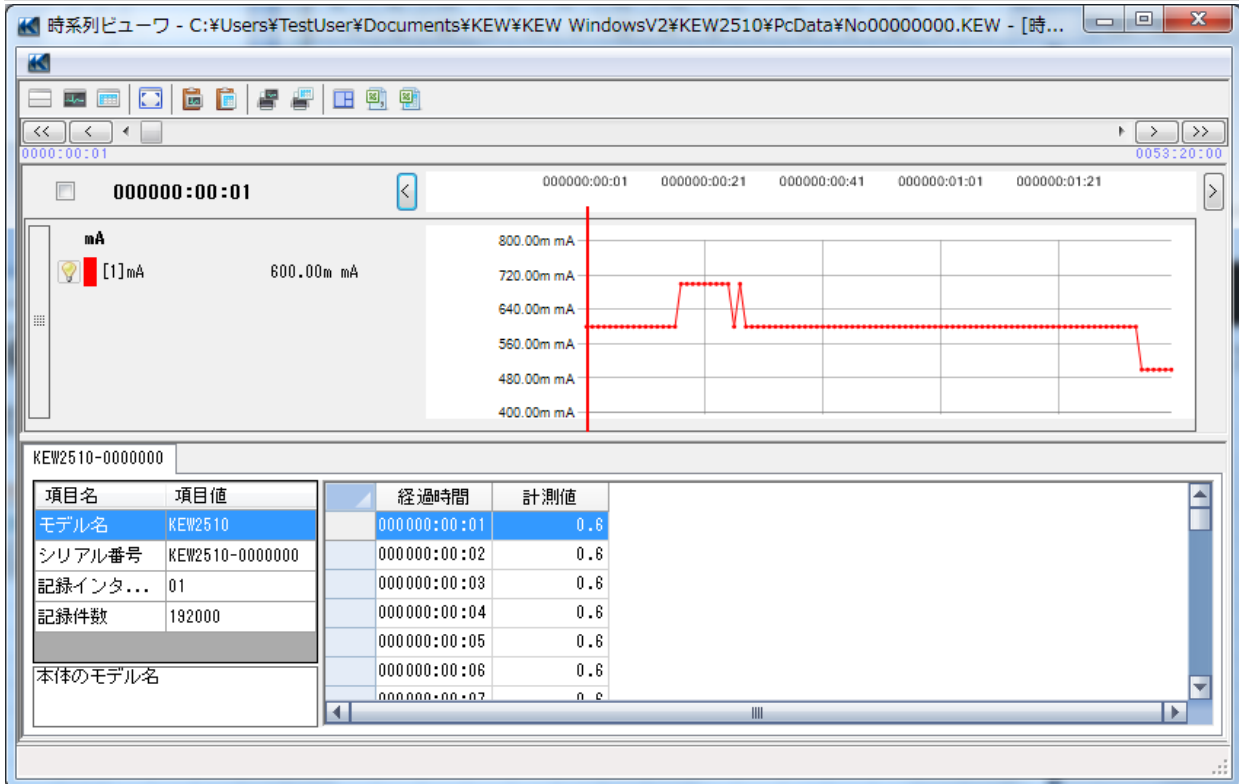 時系列ビューワ - C:¥Users¥TestUser¥Documents¥KEW¥KEW WindowsV2¥KEW2510¥PcData¥No00000000.KEW - [時...
<< < > >>
0000:00:01 0053:20:00
000000:00:01 < 000000:00:01 000000:00:21 000000:00:41 000000:01:01 000000:01:21 >
mA
[1]mA 600.00m mA
800.00m mA
720.00m mA
640.00m mA
560.00m mA
480.00m mA
400.00m mA
KEW2510-0000000
項目名 項目値
モデル名 KEW2510
シリアル番号 KEW2510-0000000
記録インタ... 01
記録件数 192000
本体のモデル名
経過時間 計測値
000000:00:01 0.6
000000:00:02 0.6
000000:00:03 0.6
000000:00:04 0.6
000000:00:05 0.6
000000:00:06 0.6
000000:00:07 0.6